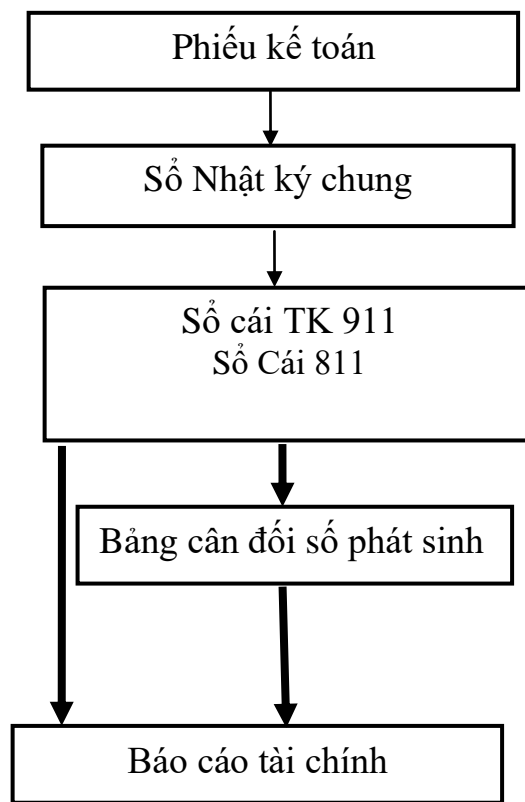 Phiếu kế toán
Sổ Nhật ký chung
Sổ cái TK 911
Sổ Cái 811
Bảng cân đối số phát sinh
Báo cáo tài chính